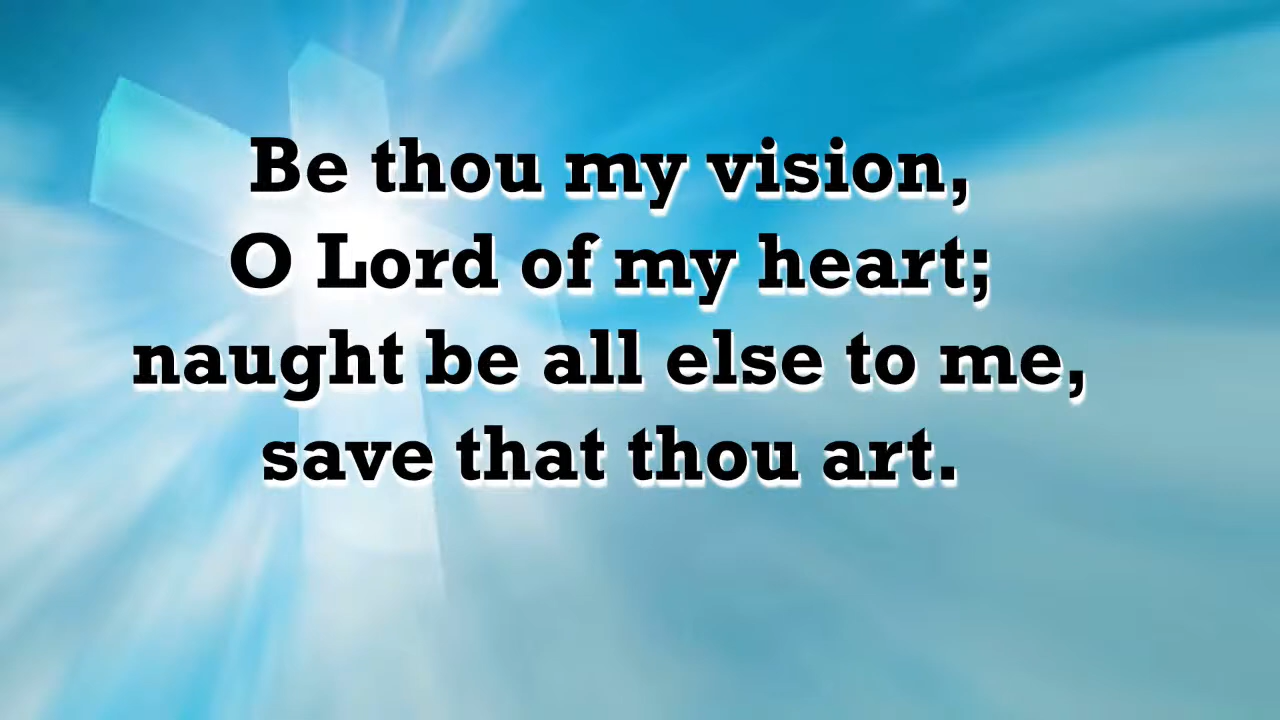 Be thou my vision,
O Lord of my heart;
naught be all else to me,
save that thou art.